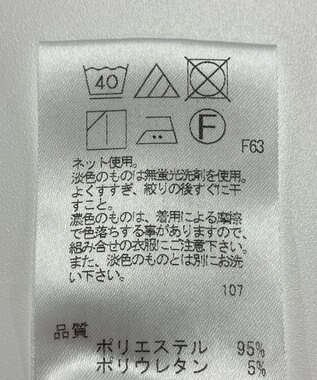 40
F
F63
ネット使用。
淡色のものは無蛍光洗剤を使用。
よくすすぎ、絞りの後すぐに干
すこと。
濃色のものは、着用による摩擦
で色落ちする事がありますので、
組み合せの衣服にご注意下さい。
また、淡色のものとは別にお洗
い下さい。
107
品質
ポリエステル 95%
ポリウレタン 5%